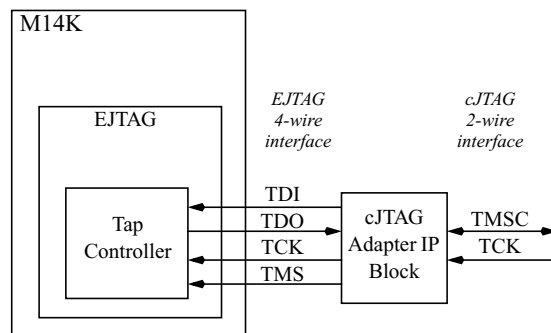 M14K
EJTAG
Tap
Controller
EJTAG
4-wire
interface
TDI
TDO
TCK
TMS
cJTAG
Adapter IP
Block
cJTAG
2-wire
interface
TMSC
TCK